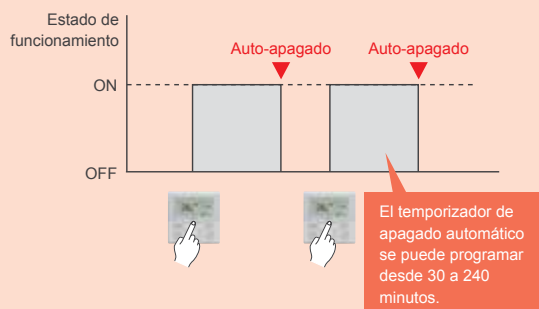 Estado de
funcionamiento
Auto-apagado
Auto-apagado
ON
OFF
El temporizador de
apagado automático
se puede programar
desde 30 a 240
minutos.